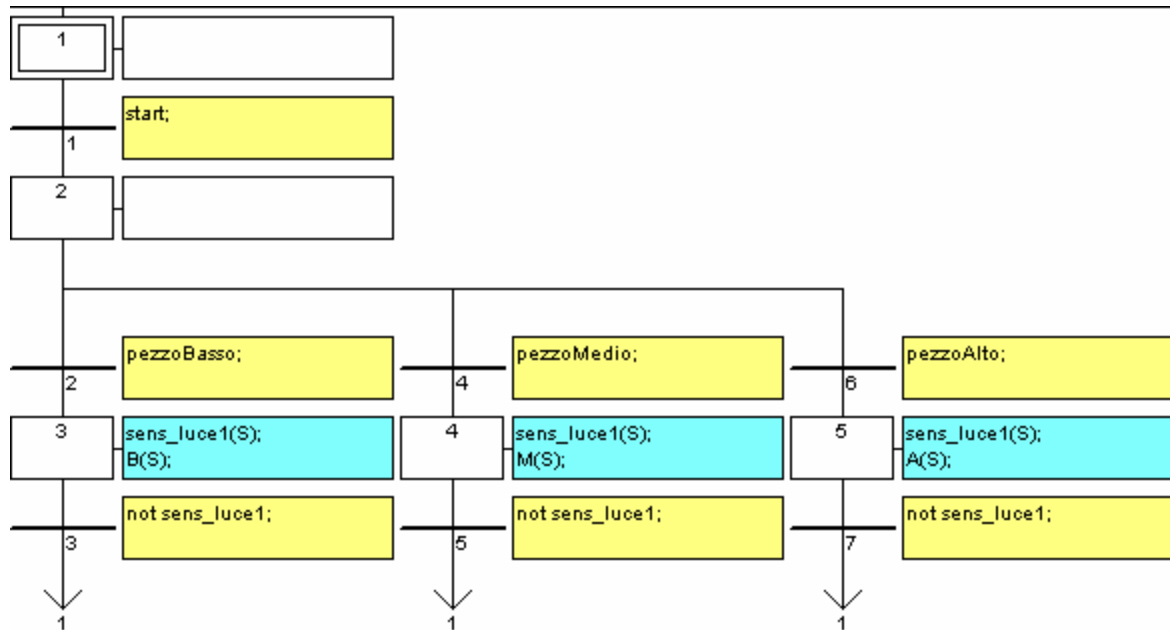 1
start;
1
2
pezzoBasso;
pezzoMedio;
pezzoAlto;
2
4
6
3
sens_luce1(S);
B(S);
4
sens_luce1(S);
M(S);
5
sens_luce1(S);
A(S);
not sens_luce1;
not sens_luce1;
not sens_luce1;
3
5
7
1
1
1